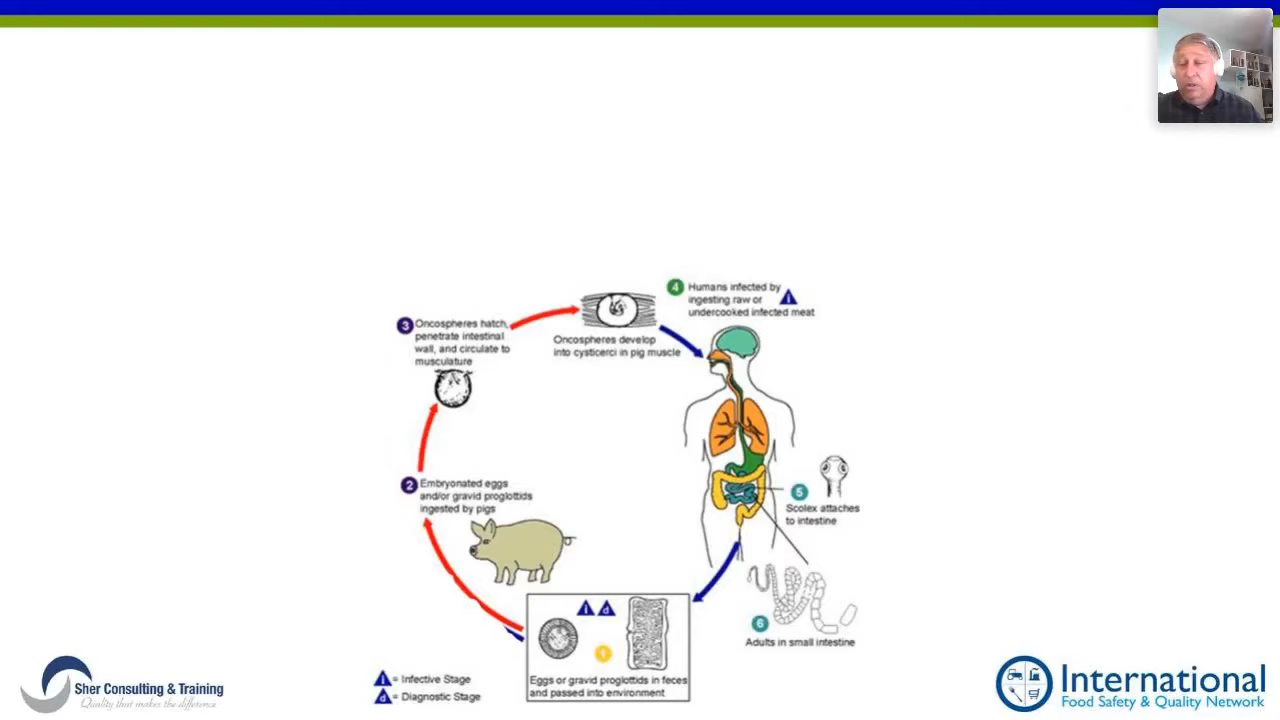 4 Humans infected by
ingesting raw or
undercooked infected meat
i
3 Oncospheres hatch,
penetrate intestinal
wall, and circulate to
musculature
Oncospheres develop
into cysticerci in pig muscle
2 Embryonated eggs
and/or gravid proglottids
ingested by pigs
5
Scolex attaches
to intestine
i d
1
Eggs or gravid proglottids in feces
and passed into environment
6
Adults in small intestine
i = Infective Stage
d = Diagnostic Stage
Sher Consulting & Training
Quality that makes the difference
International
Food Safety & Quality Network